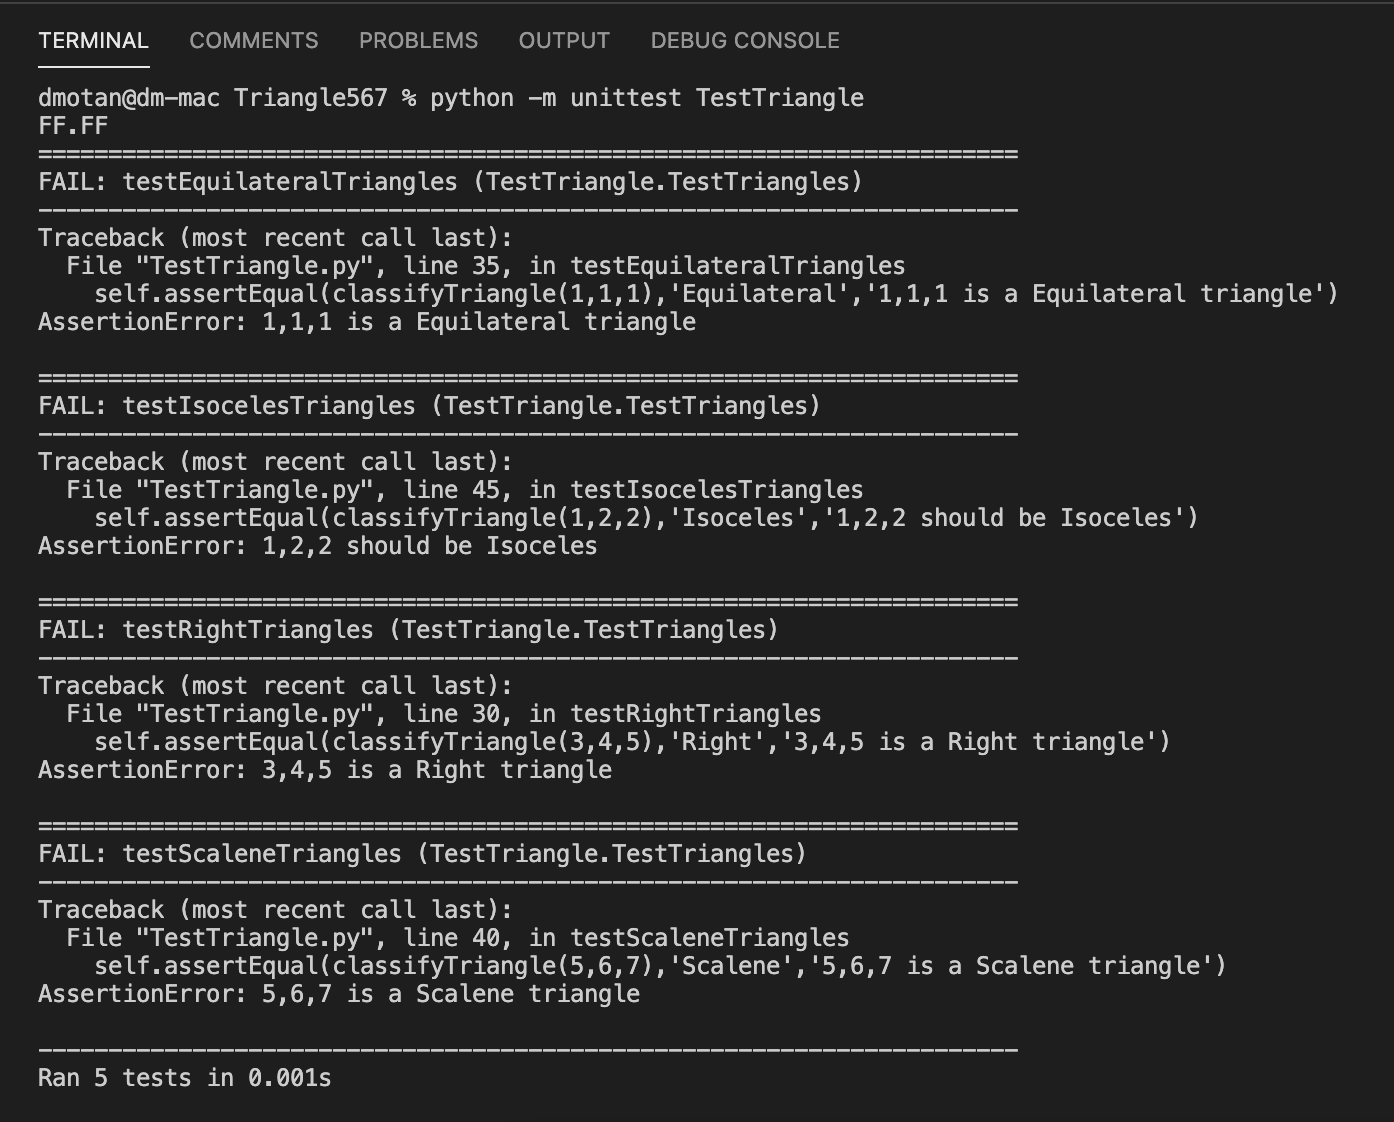 TERMINAL COMMENTS PROBLEMS OUTPUT DEBUG CONSOLE
dmotan@dm-mac Triangle567 % python -m unittest TestTriangle
FF.FF
======================================================================
FAIL: testEquilateralTriangles (TestTriangle.TestTriangles)
----------------------------------------------------------------------
Traceback (most recent call last):
  File "TestTriangle.py", line 35, in testEquilateralTriangles
    self.assertEqual(classifyTriangle(1,1,1),'Equilateral','1,1,1 is a Equilateral triangle')
AssertionError: 1,1,1 is a Equilateral triangle

======================================================================
FAIL: testIsocelesTriangles (TestTriangle.TestTriangles)
----------------------------------------------------------------------
Traceback (most recent call last):
  File "TestTriangle.py", line 45, in testIsocelesTriangles
    self.assertEqual(classifyTriangle(1,2,2),'Isoceles','1,2,2 should be Isoceles')
AssertionError: 1,2,2 should be Isoceles

======================================================================
FAIL: testRightTriangles (TestTriangle.TestTriangles)
----------------------------------------------------------------------
Traceback (most recent call last):
  File "TestTriangle.py", line 30, in testRightTriangles
    self.assertEqual(classifyTriangle(3,4,5),'Right','3,4,5 is a Right triangle')
AssertionError: 3,4,5 is a Right triangle

======================================================================
FAIL: testScaleneTriangles (TestTriangle.TestTriangles)
----------------------------------------------------------------------
Traceback (most recent call last):
  File "TestTriangle.py", line 40, in testScaleneTriangles
    self.assertEqual(classifyTriangle(5,6,7),'Scalene','5,6,7 is a Scalene triangle')
AssertionError: 5,6,7 is a Scalene triangle

----------------------------------------------------------------------
Ran 5 tests in 0.001s